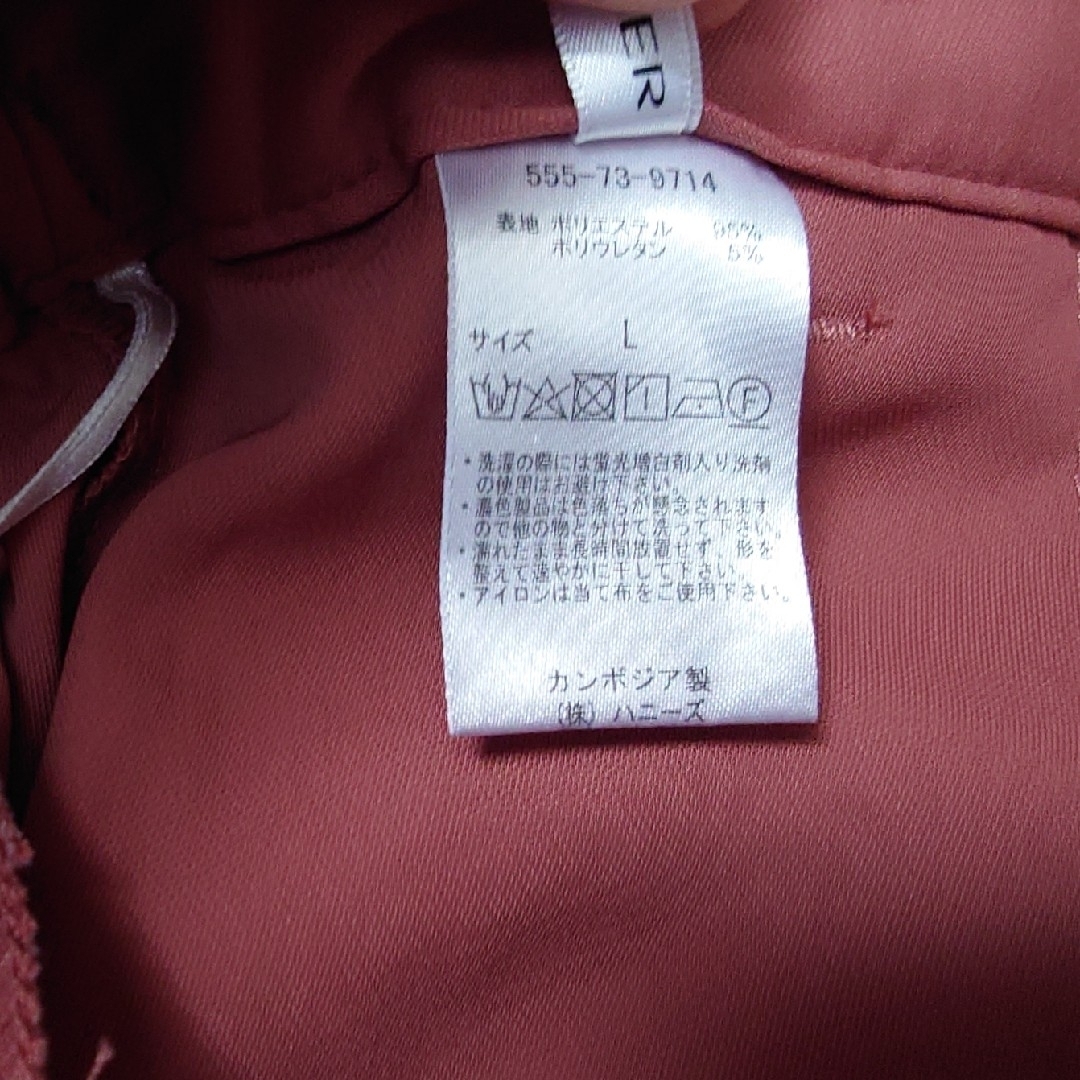 ER
555-73-9714
表地 ポリエステル 95%
ポリウレタン 5%
サイズ L
F
・洗濯の際には蛍光増白剤入り洗剤
の使用はお避け下さい。
・濃色製品は色落ちが懸念されます
ので他の物と分けて洗って下さい。
・濡れたまま長時間放置せず、形を
整えて速やかに干して下さい。
・アイロンは当て布をご使用下さい。
カンボジア製
(株) ハニーズ